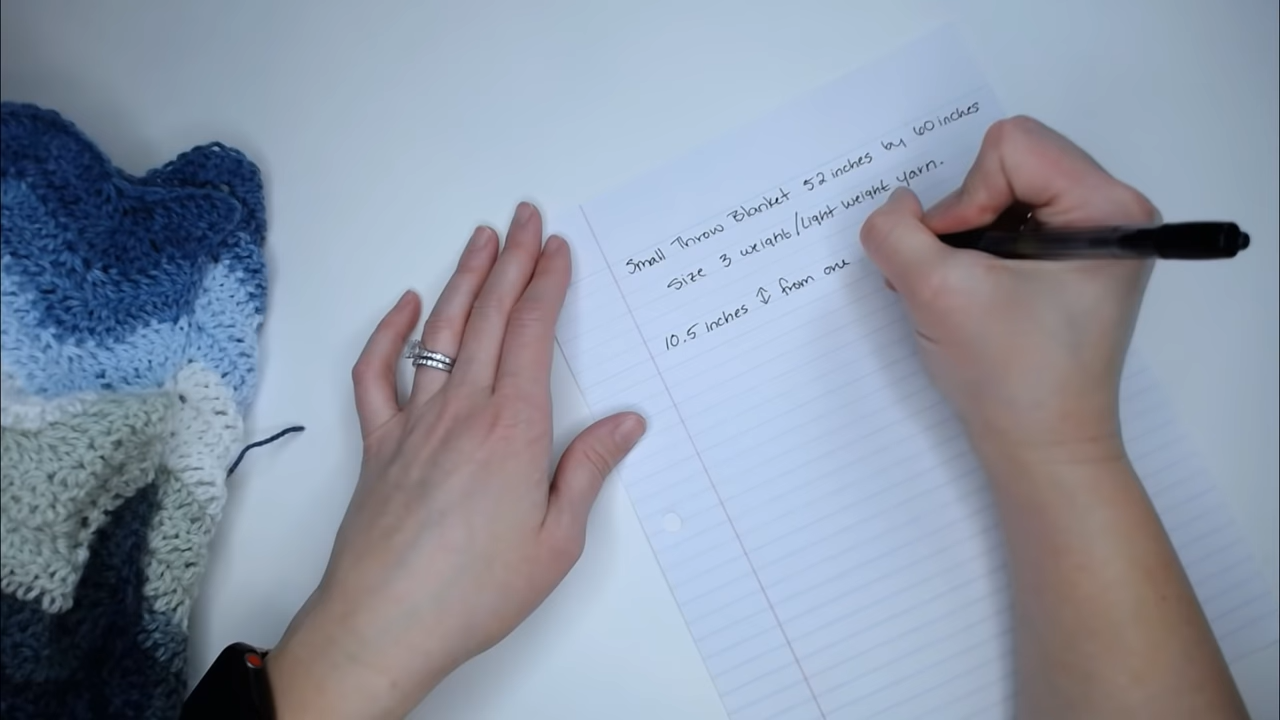 Small Throw Blanket 52 inches by 60 inches
Size 3 weight/Light weight yarn.
10.5 inches ↕ from one